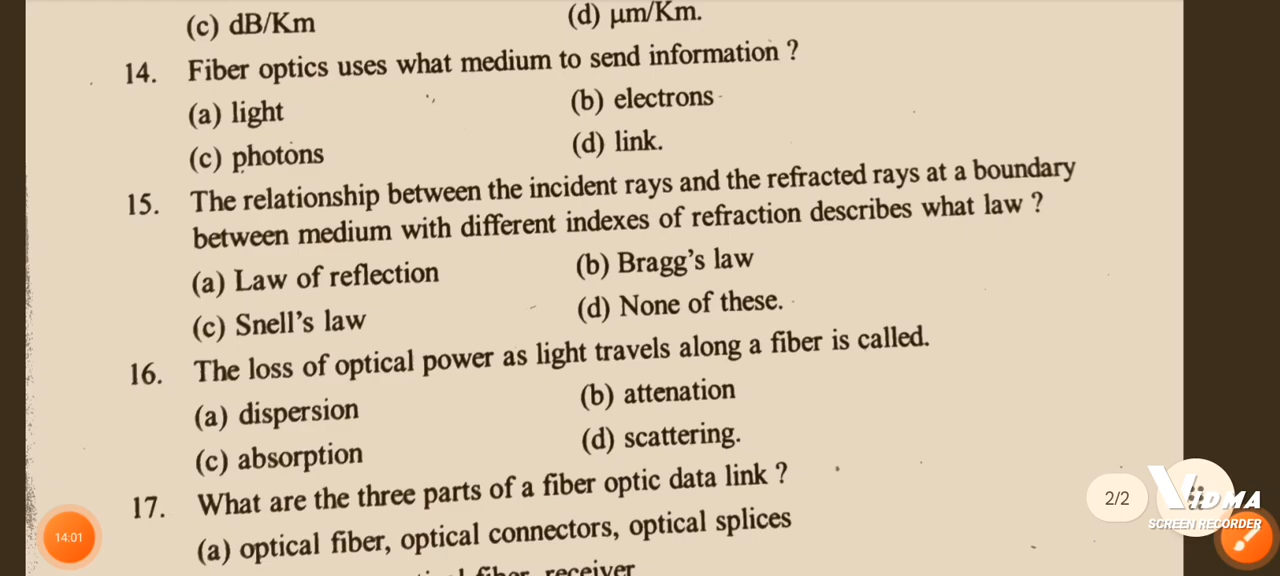 (c) dB/Km (d) μm/Km.
14. Fiber optics uses what medium to send information ?
(a) light (b) electrons
(c) photons (d) link.
15. The relationship between the incident rays and the refracted rays at a boundary
between medium with different indexes of refraction describes what law ?
(a) Law of reflection (b) Bragg's law
(c) Snell's law (d) None of these.
16. The loss of optical power as light travels along a fiber is called.
(a) dispersion (b) attenation
(c) absorption (d) scattering.
17. What are the three parts of a fiber optic data link ?
(a) optical fiber, optical connectors, optical splices
fiber, receiver
2/2
VIDMA
SCREEN RECORDER
14:01